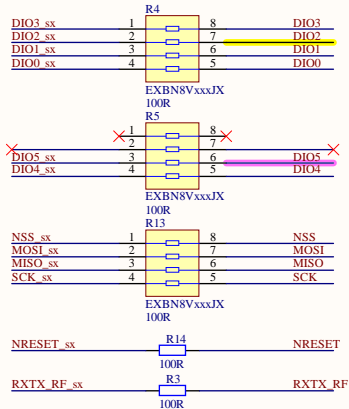 R4
DIO3_sx 1 8 DIO3
DIO2_sx 2 7 DIO2
DIO1_sx 3 6 DIO1
DIO0_sx 4 5 DIO0
EXBN8VxxxJX
100R
R5
1 8
2 7
DIO5_sx 3 6 DIO5
DIO4_sx 4 5 DIO4
EXBN8VxxxJX
100R
R13
NSS_sx 1 8 NSS
MOSI_sx 2 7 MOSI
MISO_sx 3 6 MISO
SCK_sx 4 5 SCK
EXBN8VxxxJX
100R
R14
NRESET_sx NRESET
100R
R3
RXTX_RF_sx RXTX_RF
100R